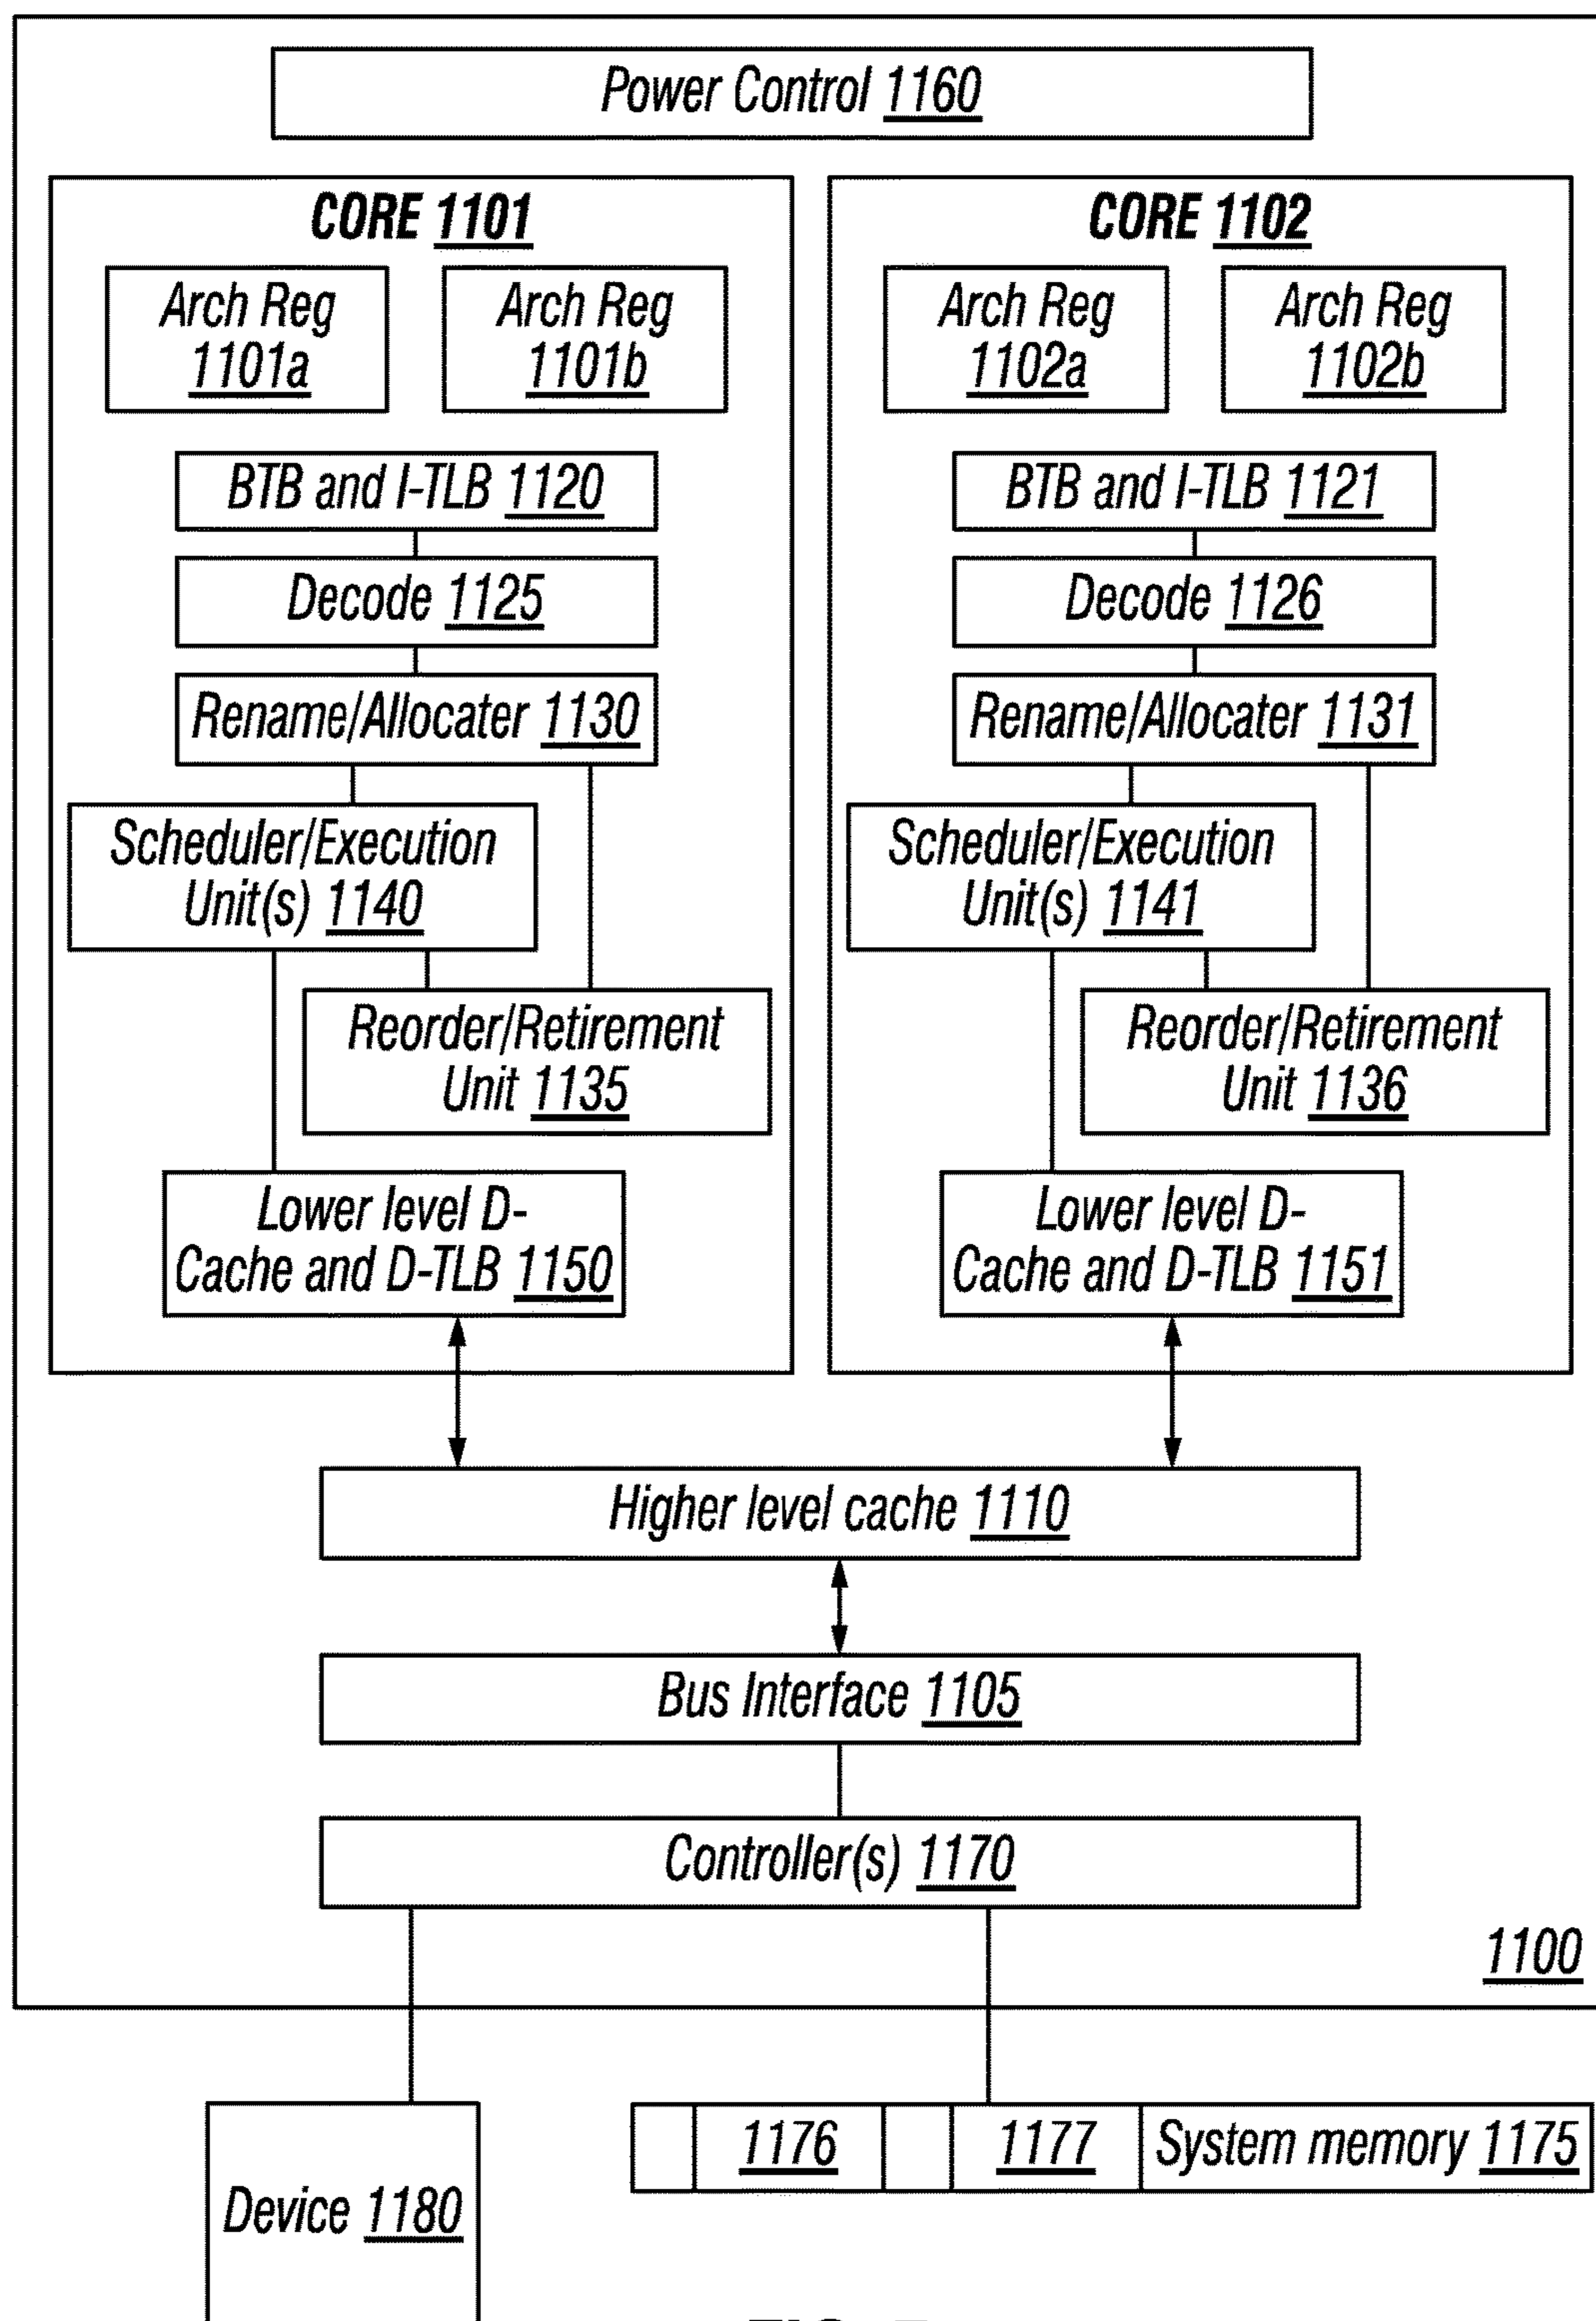 Power Control 1160
CORE 1101
Arch Reg
1101a
Arch Reg
1101b
BTB and I-TLB 1120
Decode 1125
Rename/Allocater 1130
Scheduler/Execution
Unit(s) 1140
Reorder/Retirement
Unit 1135
Lower level D-
Cache and D-TLB 1150
CORE 1102
Arch Reg
1102a
Arch Reg
1102b
BTB and I-TLB 1121
Decode 1126
Rename/Allocater 1131
Scheduler/Execution
Unit(s) 1141
Reorder/Retirement
Unit 1136
Lower level D-
Cache and D-TLB 1151
Higher level cache 1110
Bus Interface 1105
Controller(s) 1170
1100
1176
1177
System memory 1175
Device 1180